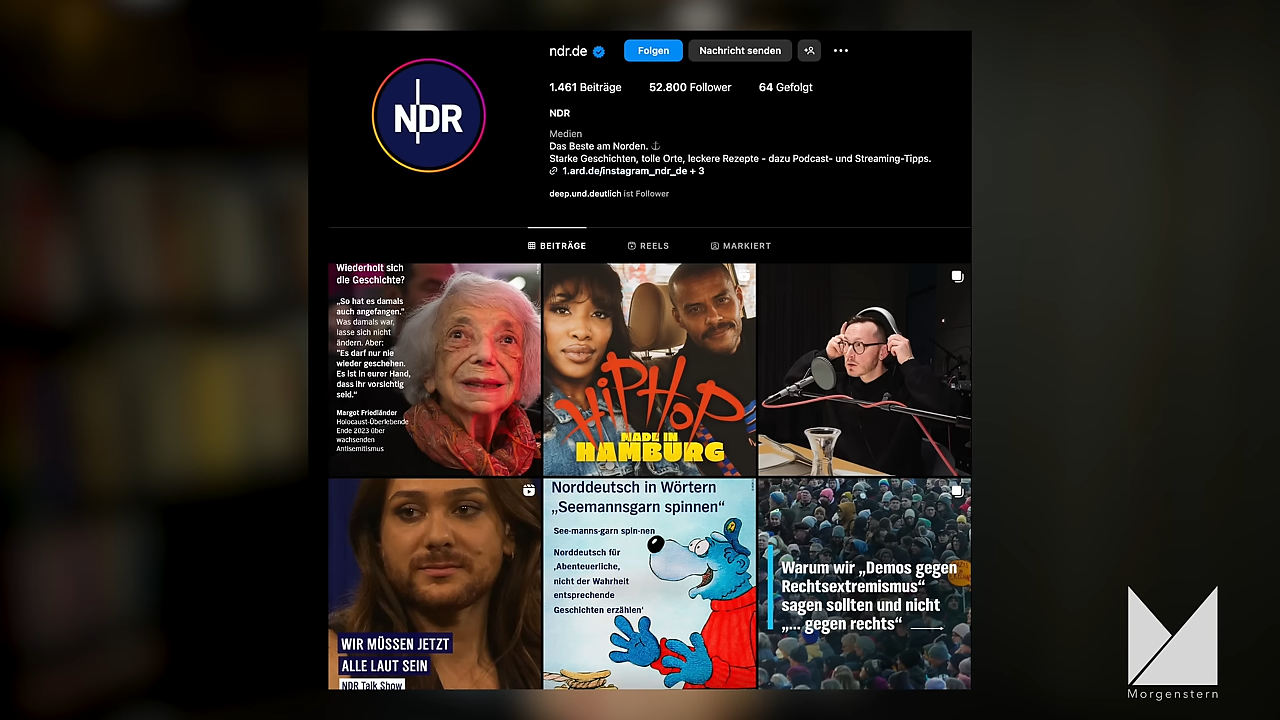 ndr.de
Folgen
Nachricht senden
1.461 Beiträge
52.800 Follower
64 Gefolgt
NDR
NDR
Medien
Das Beste am Norden. ⚓
Starke Geschichten, tolle Orte, leckere Rezepte - dazu Podcast- und Streaming-Tipps.
1.ard.de/instagram_ndr_de + 3
deep.und.deutlich ist Follower
BEITRÄGE
REELS
MARKIERT
Wiederholt sich
die Geschichte?
„So hat es damals
auch angefangen."
Was damals war,
lasse sich nicht
ändern. Aber:
"Es darf nur nie
wieder geschehen.
Es ist in eurer Hand,
dass ihr vorsichtig
seid."
Margot Friedländer
Holocaust-Überlebende
Ende 2023 über
wachsenden
Antisemitismus
HIPHOP
MADE IN
HAMBURG
WIR MÜSSEN JETZT
ALLE LAUT SEIN
NDR Talk Show
Norddeutsch in Wörtern
„Seemannsgarn spinnen"
See-manns-garn spin-nen
Norddeutsch für
‚Abenteuerliche,
nicht der Wahrheit
entsprechende
Geschichten erzählen'
Warum wir „Demos gegen
Rechtsextremismus"
sagen sollten und nicht
„... gegen rechts"
Morgenstern